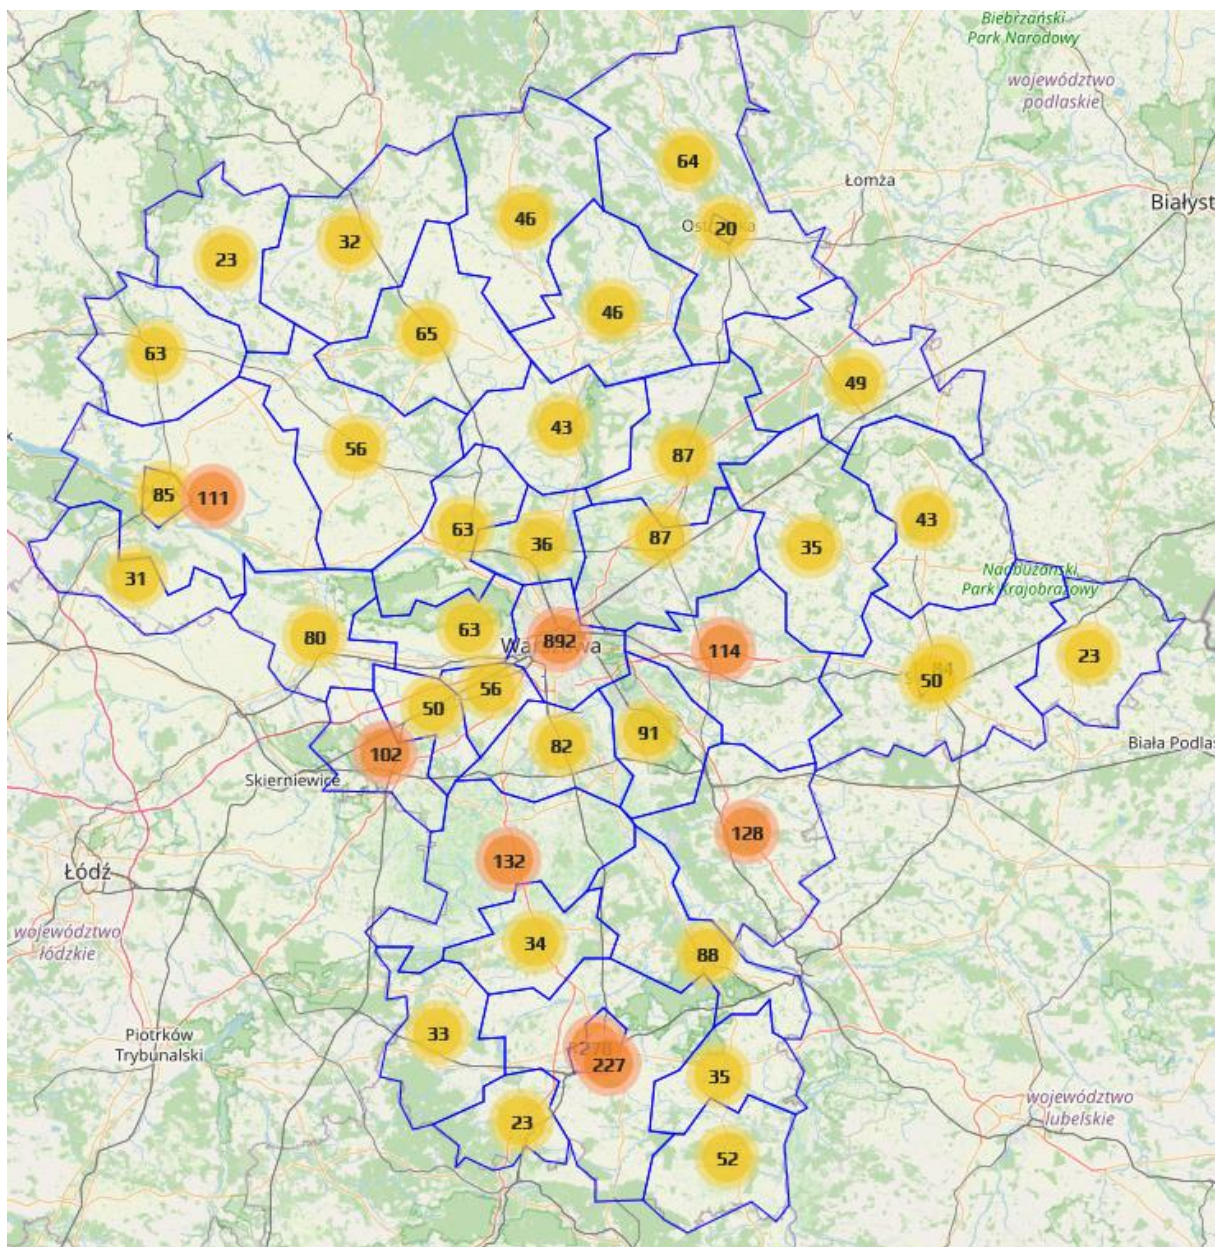 Biebrzański
Park Narodowy
województwo
podlaskie
64
Łomża
Białyst
46
20
23
32
46
65
63
49
43
56
87
85
111
63
36
87
35
43
31
Nadbużański
Park Krajobrazowy
80
63
892
114
23
56
50
50
91
82
102
Biała Podlas
Skierniewice
128
132
Łódź
województwo
łódzkie
34
88
33
Piotrków
Trybunalski
227
35
województwo
lubelskie
23
52